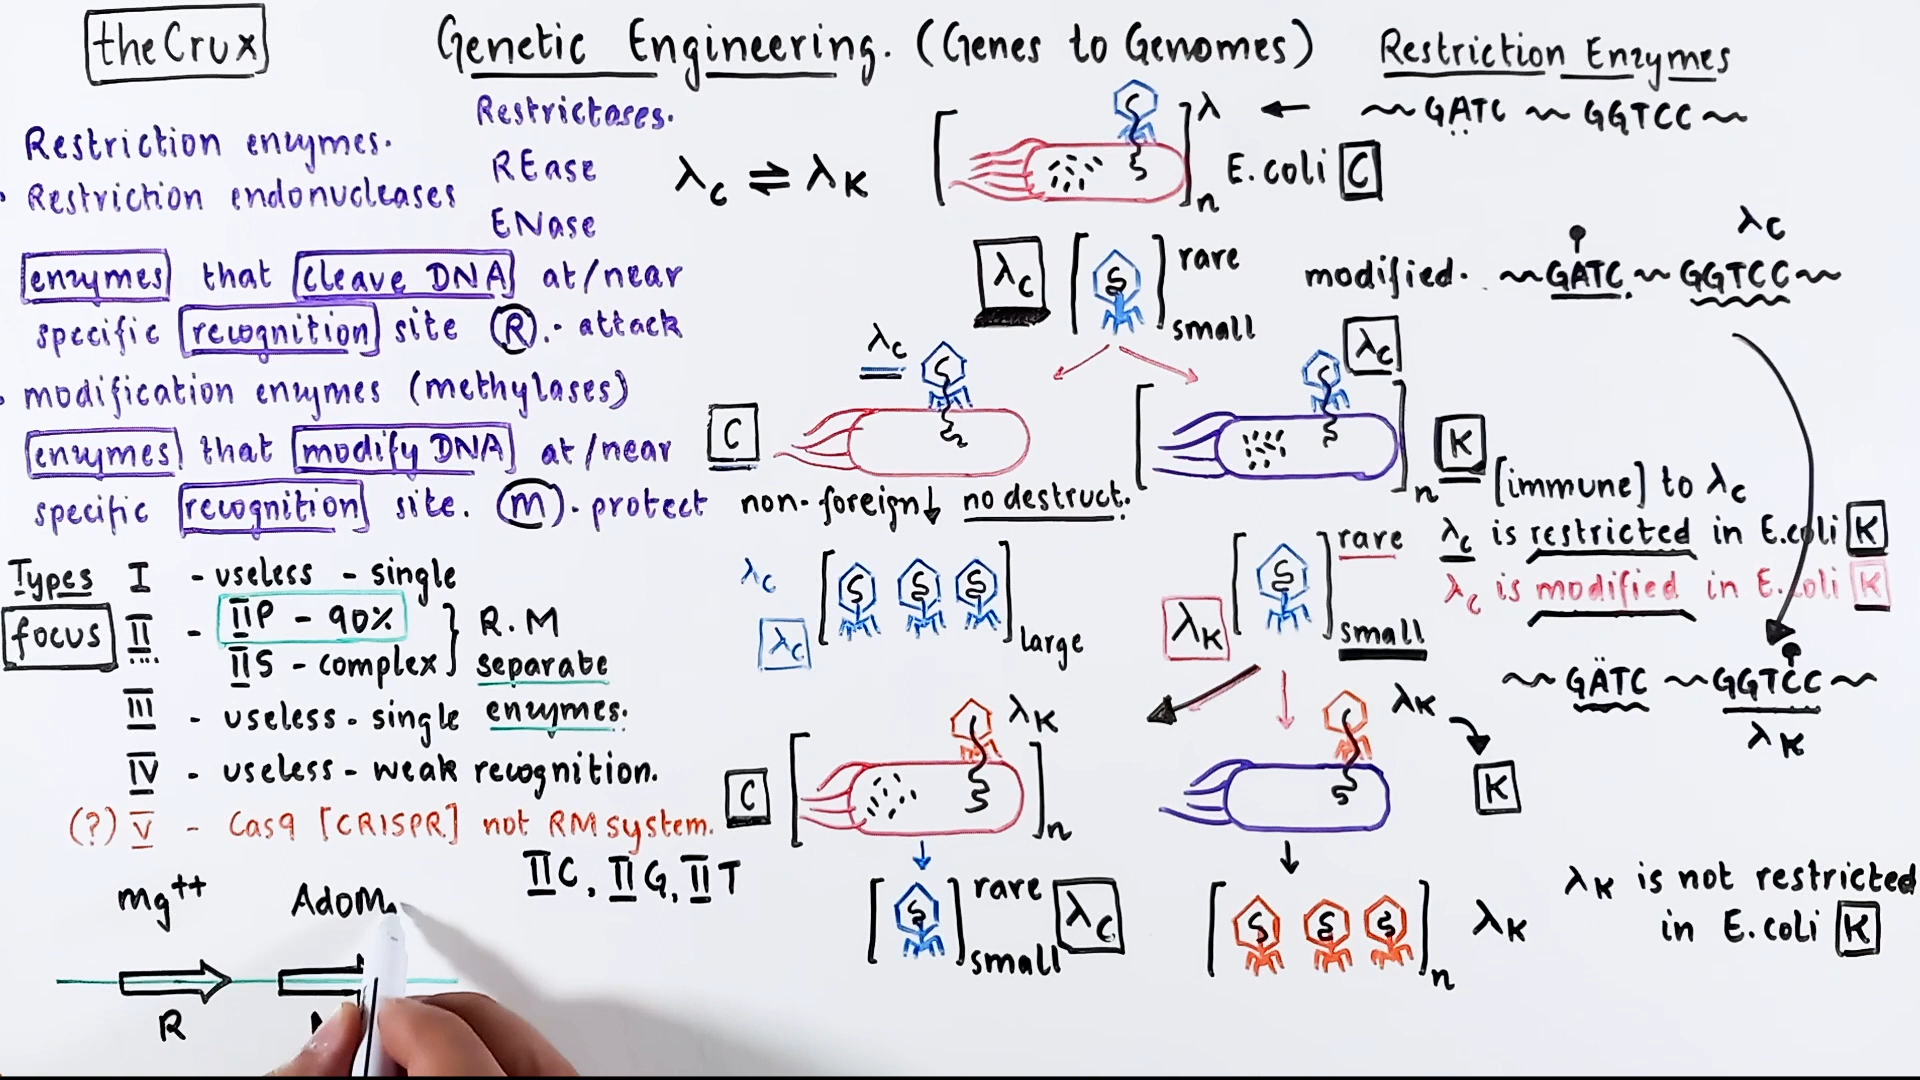 theCrux
Genetic Engineering. (Genes to Genomes)
Restriction Enzymes
Restriction enzymes.
Restriction endonucleases
Restrictases.
REase
ENase
enzymes that cleave DNA at/near
specific recognition site R. attack
modification enzymes (methylases)
enzymes that modify DNA at/near
specific recognition site. M. protect
Types
focus
I - useless - single
II - IIP - 90%
IIS - complex
R.M
separate
enzymes.
III - useless - single
IV - useless - weak recognition.
(?) V - Cas9 [CRISPR] not RM system.
IIC, IIG, IIT
mg++
AdoM
R
λc ⇌ λK
λ
n
E.coli C
← ~ GATC ~ GGTCC ~
λc
rare
small
λc
modified. ~GATC ~ GGTCC~
λc
C
non-foreign↓ no destruct.
λc
K
n
[immune] to λc
λc is restricted in E.coli K
λc is modified in E.coli K
λc
λc
large
λK
rare
small
~ GÄTC ~GGTCC~
λK
λK
C
n
λK
K
rare
small
λc
n
λK
λK is not restricted
in E.coli K